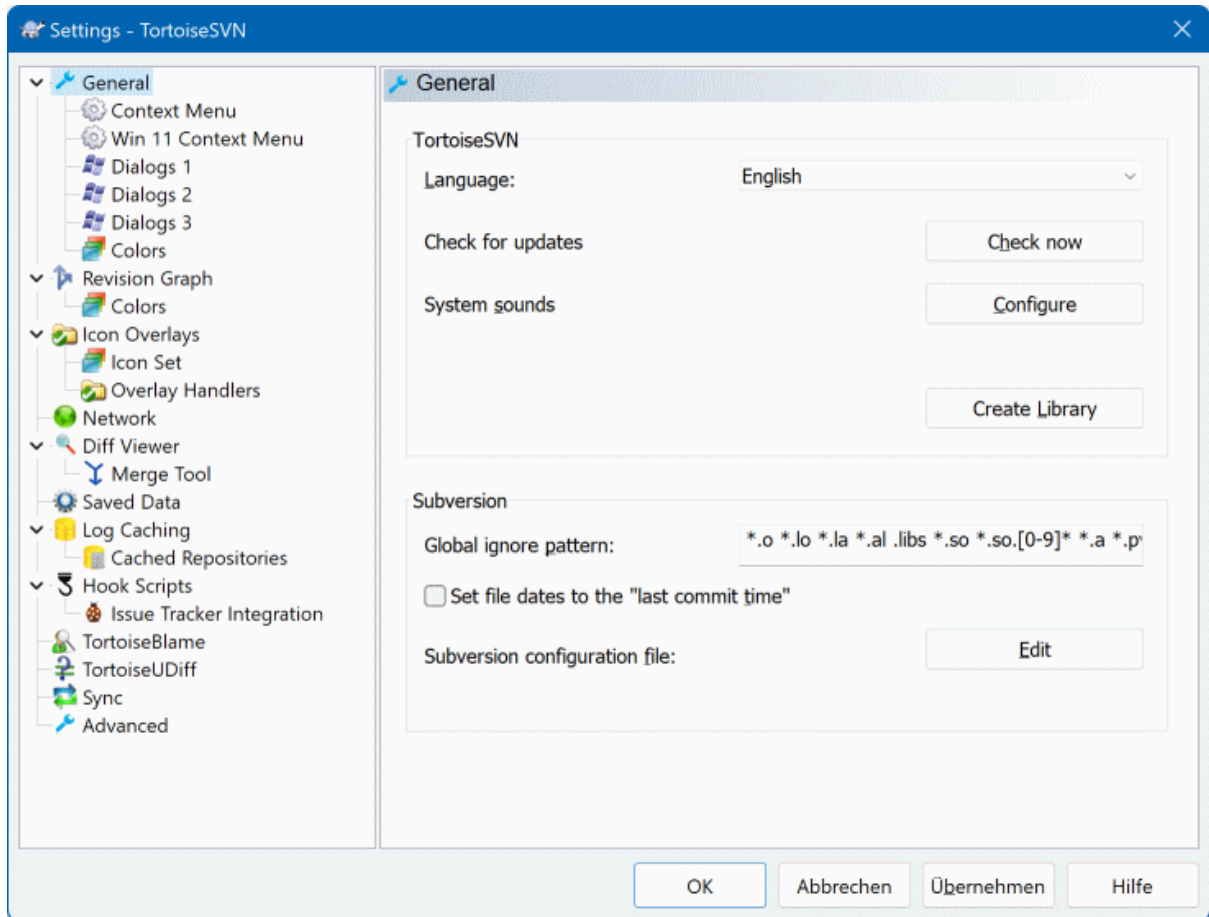 Settings - TortoiseSVN
General
Context Menu
Win 11 Context Menu
Dialogs 1
Dialogs 2
Dialogs 3
Colors
Revision Graph
Colors
Icon Overlays
Icon Set
Overlay Handlers
Network
Diff Viewer
Merge Tool
Saved Data
Log Caching
Cached Repositories
Hook Scripts
Issue Tracker Integration
TortoiseBlame
TortoiseUDiff
Sync
Advanced
General
TortoiseSVN
Language: English
Check for updates Check now
System sounds Configure
Create Library
Subversion
Global ignore pattern: *.o *.lo *.la *.al .libs *.so *.so.[0-9]* *.a
Set file dates to the "last commit time"
Subversion configuration file: Edit
OK Abbrechen Übernehmen Hilfe